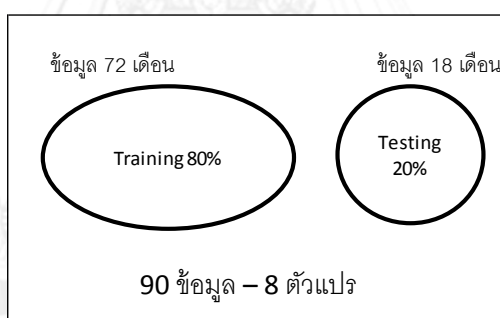 ข้อมูล 72 เดือน
ข้อมูล 18 เดือน
Training 80%
Testing
20%
90 ข้อมูล – 8 ตัวแปร